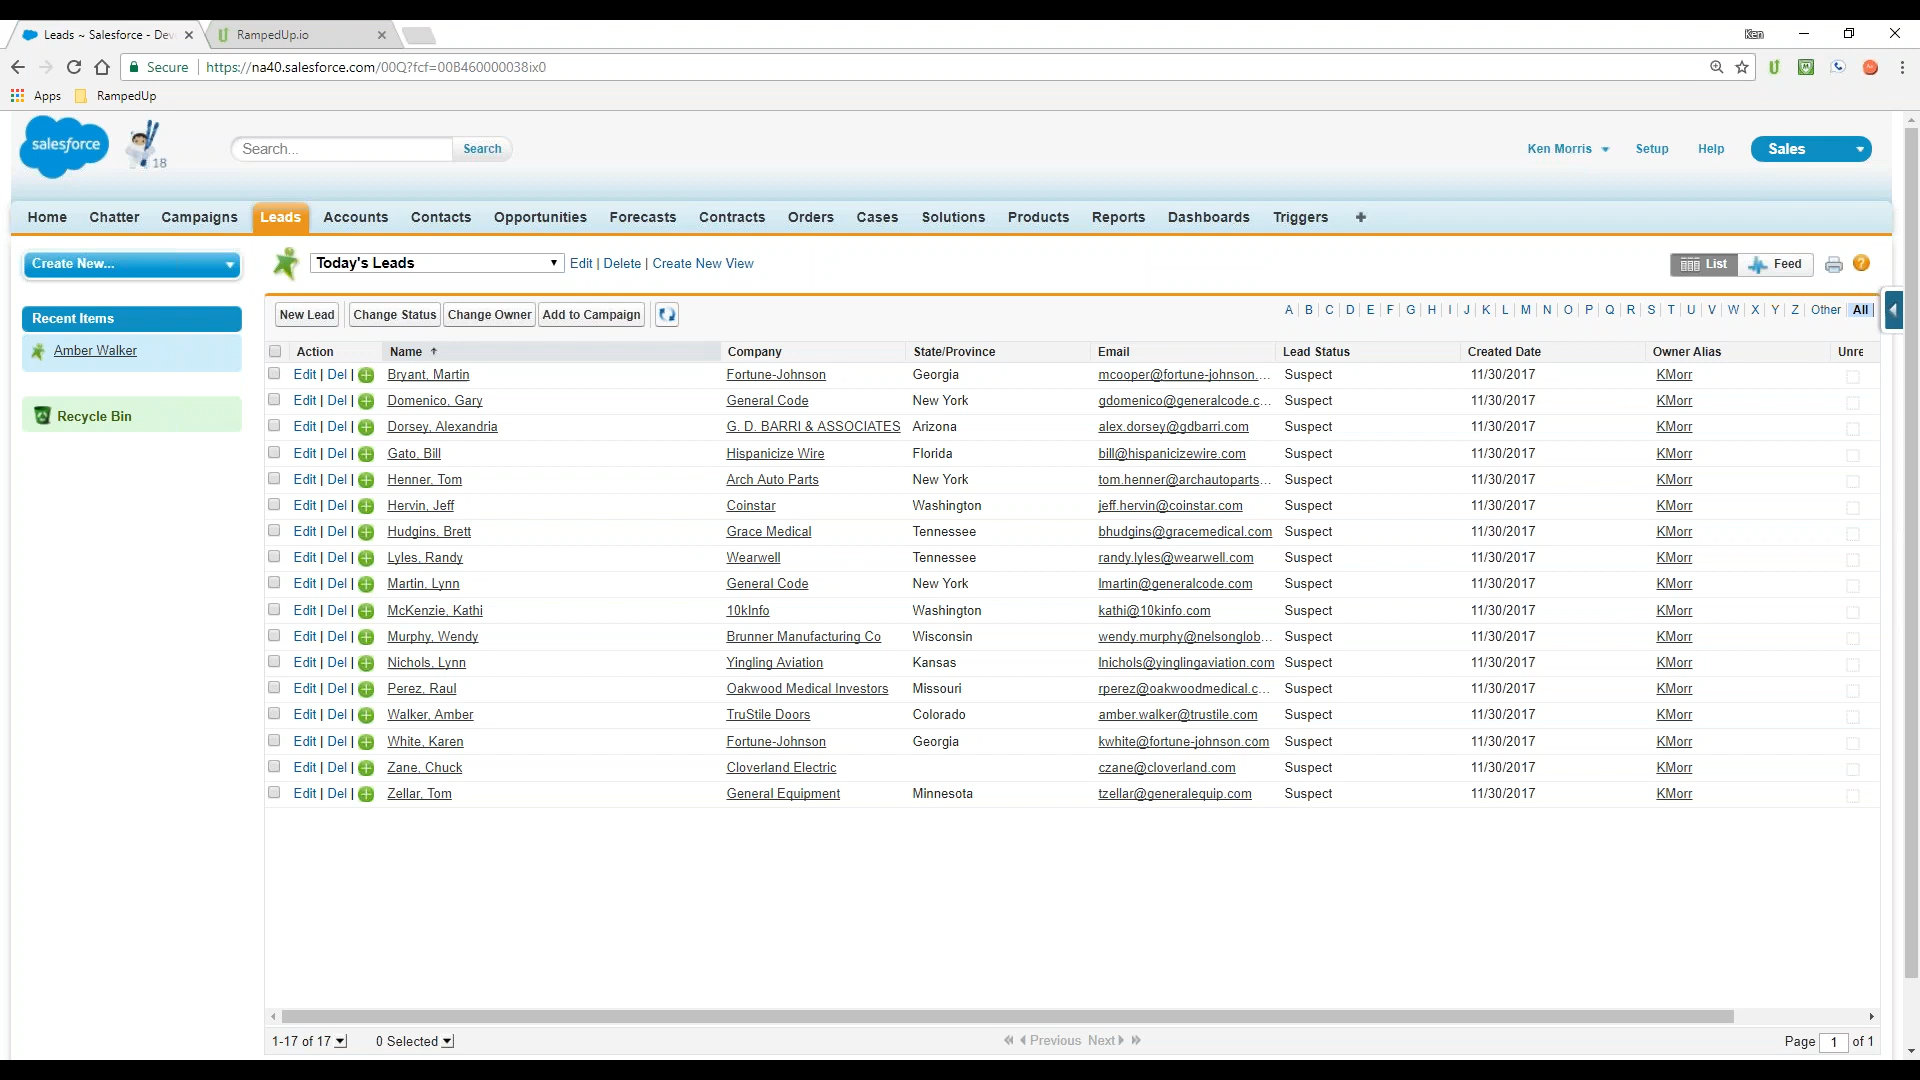 Leads ~ Salesforce - Dev
RampedUp.io
Ken
Secure
https://na40.salesforce.com/00Q?fcf=00B460000038ix0
Apps
RampedUp
salesforce
18
Search...
Search
Ken Morris
Setup
Help
Sales
Home Chatter Campaigns Leads Accounts Contacts Opportunities Forecasts Contracts Orders Cases Solutions Products Reports Dashboards Triggers +
Create New...
Today's Leads
Edit | Delete | Create New View
List
Feed
Recent Items
Amber Walker
Recycle Bin
New Lead
Change Status
Change Owner
Add to Campaign
A | B | C | D | E | F | G | H | I | J | K | L | M | N | O | P | Q | R | S | T | U | V | W | X | Y | Z | Other | All
Action Name Company State/Province Email Lead Status Created Date Owner Alias Unre
Edit | Del | Bryant, Martin Fortune-Johnson Georgia mcooper@fortune-johnson.... Suspect 11/30/2017 KMorr
Edit | Del | Domenico, Gary General Code New York gdomenico@generalcode.c... Suspect 11/30/2017 KMorr
Edit | Del | Dorsey, Alexandria G. D. BARRI & ASSOCIATES Arizona alex.dorsey@gdbarri.com Suspect 11/30/2017 KMorr
Edit | Del | Gato, Bill Hispanicize Wire Florida bill@hispanicizewire.com Suspect 11/30/2017 KMorr
Edit | Del | Henner, Tom Arch Auto Parts New York tom.henner@archautoparts... Suspect 11/30/2017 KMorr
Edit | Del | Hervin, Jeff Coinstar Washington jeff.hervin@coinstar.com Suspect 11/30/2017 KMorr
Edit | Del | Hudgins, Brett Grace Medical Tennessee bhudgins@gracemedical.com Suspect 11/30/2017 KMorr
Edit | Del | Lyles, Randy Wearwell Tennessee randy.lyles@wearwell.com Suspect 11/30/2017 KMorr
Edit | Del | Martin, Lynn General Code New York lmartin@generalcode.com Suspect 11/30/2017 KMorr
Edit | Del | McKenzie, Kathi 10kInfo Washington kathi@10kinfo.com Suspect 11/30/2017 KMorr
Edit | Del | Murphy, Wendy Brunner Manufacturing Co Wisconsin wendy.murphy@nelsonglob... Suspect 11/30/2017 KMorr
Edit | Del | Nichols, Lynn Yingling Aviation Kansas lnichols@yinglingaviation.com Suspect 11/30/2017 KMorr
Edit | Del | Perez, Raul Oakwood Medical Investors Missouri rperez@oakwoodmedical.c... Suspect 11/30/2017 KMorr
Edit | Del | Walker, Amber TruStile Doors Colorado amber.walker@trustile.com Suspect 11/30/2017 KMorr
Edit | Del | White, Karen Fortune-Johnson Georgia kwhite@fortune-johnson.com Suspect 11/30/2017 KMorr
Edit | Del | Zane, Chuck Cloverland Electric czane@cloverland.com Suspect 11/30/2017 KMorr
Edit | Del | Zellar, Tom General Equipment Minnesota tzellar@generalequip.com Suspect 11/30/2017 KMorr
1-17 of 17
0 Selected
Previous Next
Page 1 of 1